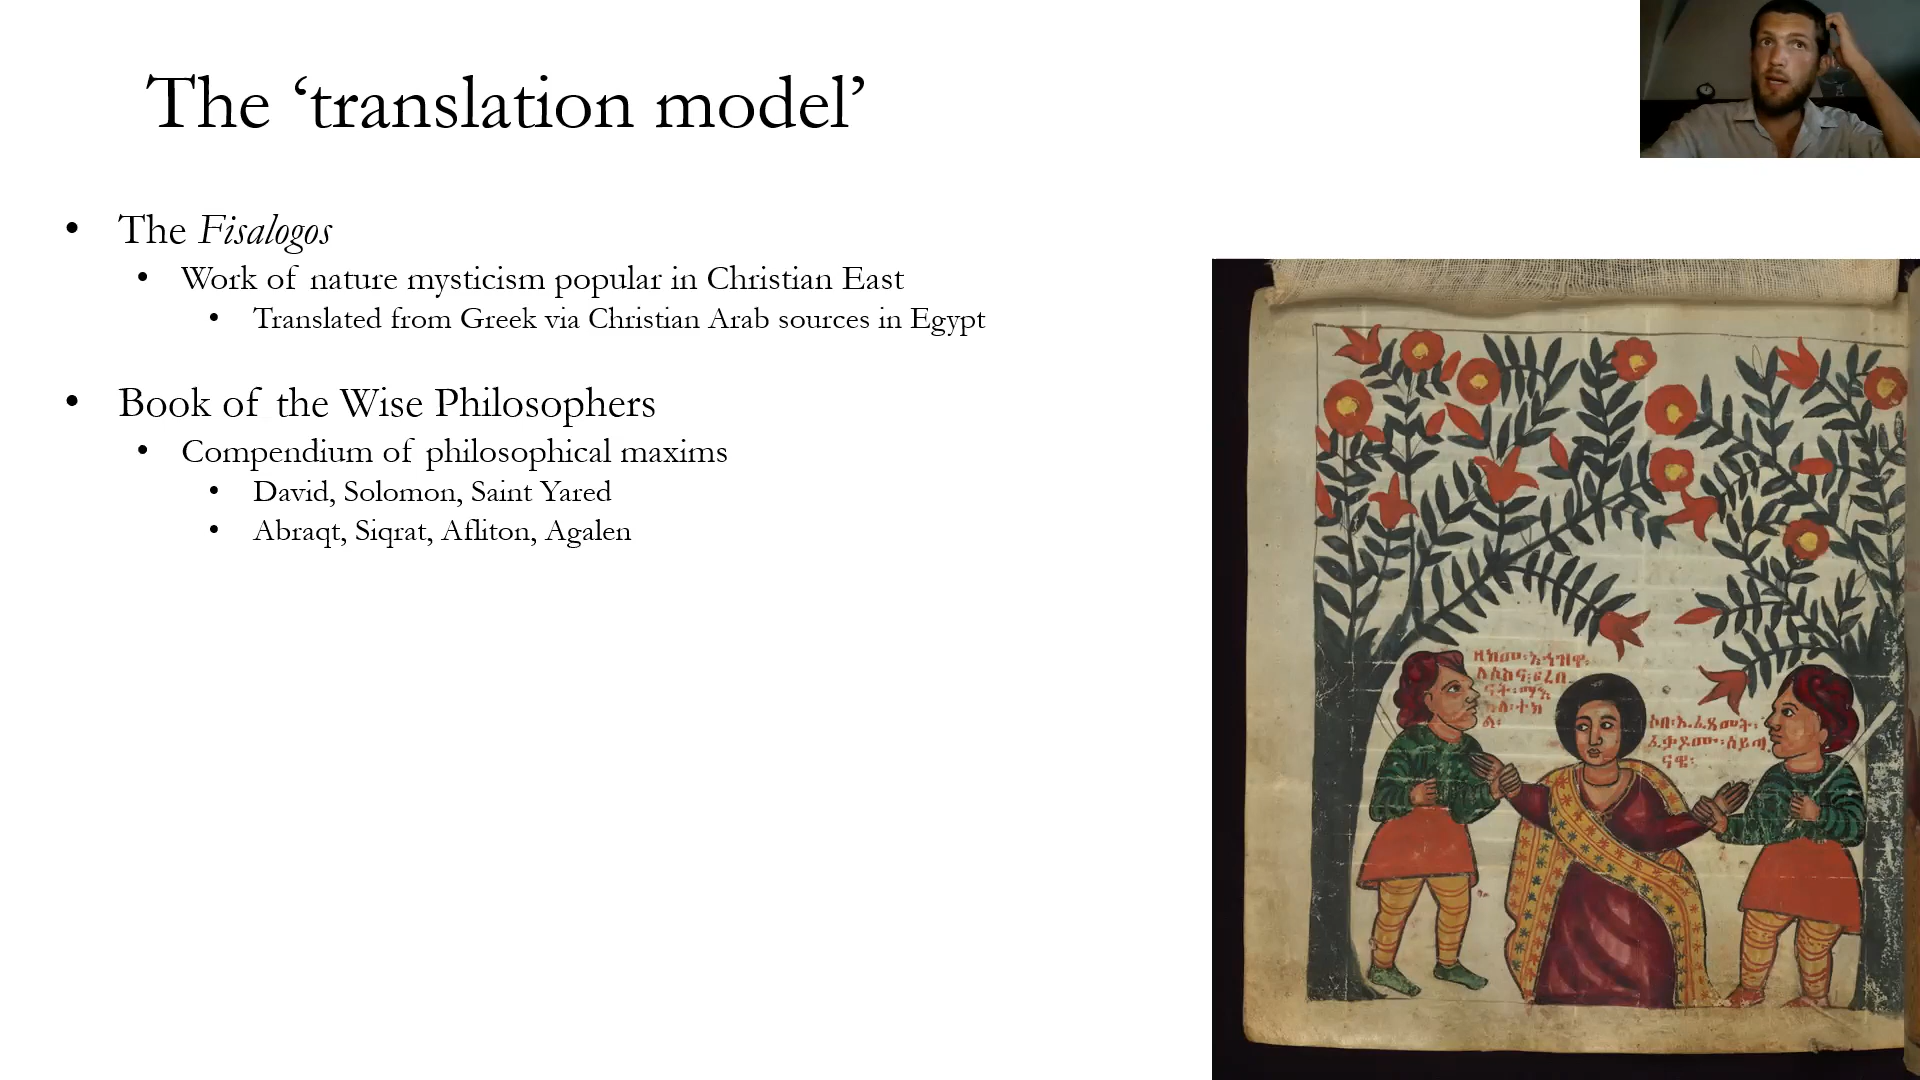 The ‘translation model’
• The Fisalogos
• Work of nature mysticism popular in Christian East
• Translated from Greek via Christian Arab sources in Egypt
• Book of the Wise Philosophers
• Compendium of philosophical maxims
• David, Solomon, Saint Yared
• Abraqt, Siqrat, Afliton, Agalen